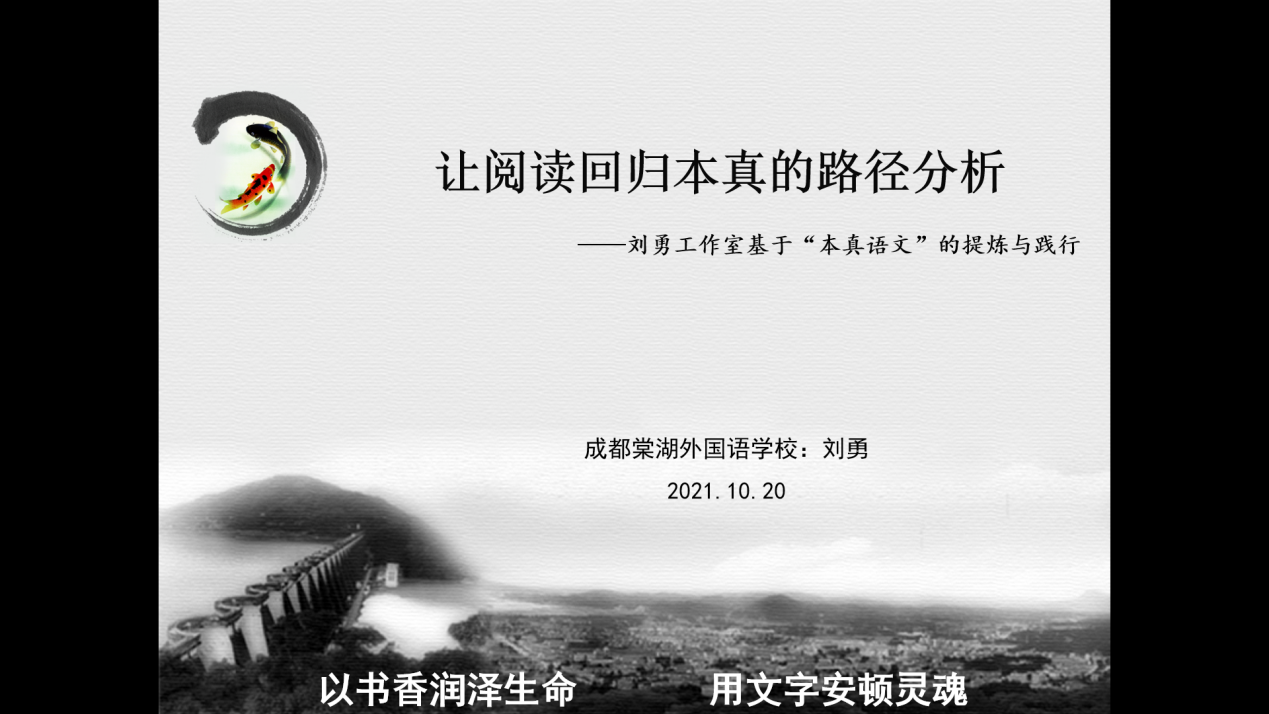 让阅读回归本真的路径分析
——刘勇工作室基于“本真语文”的提炼与践行
成都棠湖外国语学校：刘勇
2021.10.20
以书香润泽生命 用文字安顿灵魂